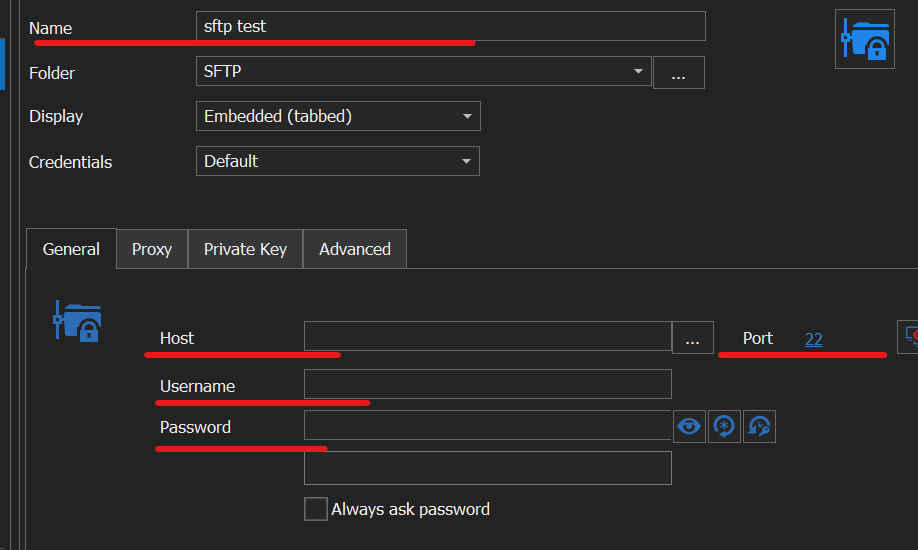 Name sftp test
Folder SFTP ...
Display Embedded (tabbed)
Credentials Default
General Proxy Private Key Advanced
Host ... Port 22
Username
Password
Always ask password